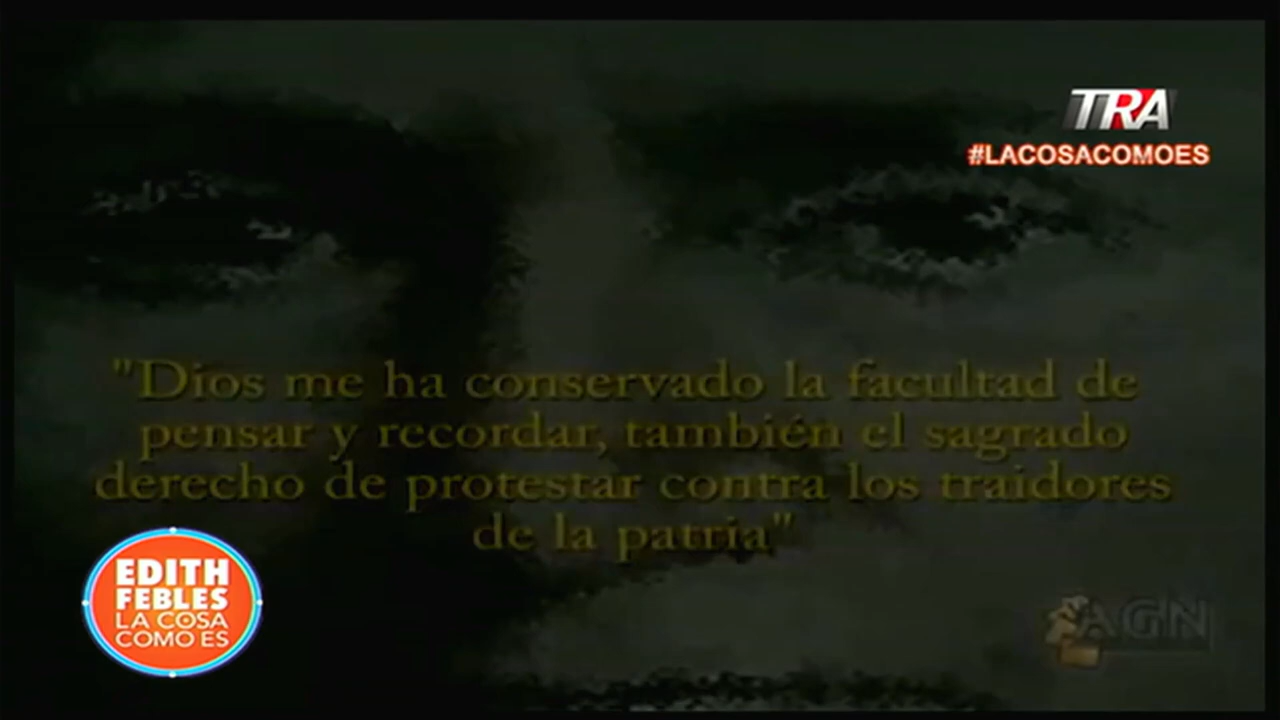 TRA
#LACOSACOMOES
"Dios me ha conservado la facultad de
pensar y recordar, también el sagrado
derecho de protestar contra los traidores
de la patria"
EDITH
FEBLES
LA COSA
COMO ES
AGN